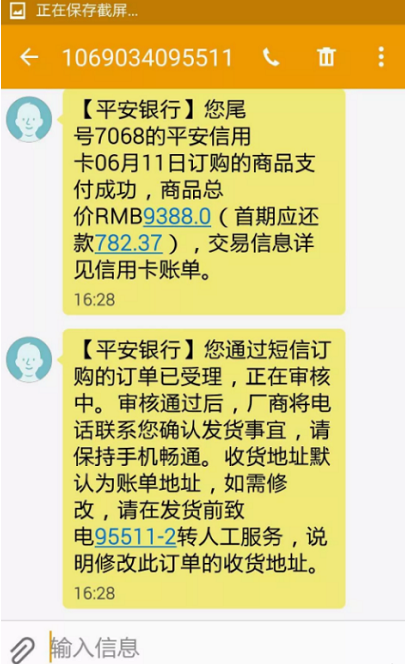 正在保存截屏...
1069034095511
【平安银行】您尾
号7068的平安信用
卡06月11日订购的商品支
付成功，商品总
价RMB9388.0（首期应还
款782.37），交易信息详
见信用卡账单。
16:28
【平安银行】您通过短信订
购的订单已受理，正在审核
中。审核通过后，厂商将电
话联系您确认发货事宜，请
保持手机畅通。收货地址默
认为账单地址，如需修
改，请在发货前致
电95511-2转人工服务，说
明修改此订单的收货地址。
16:28
输入信息